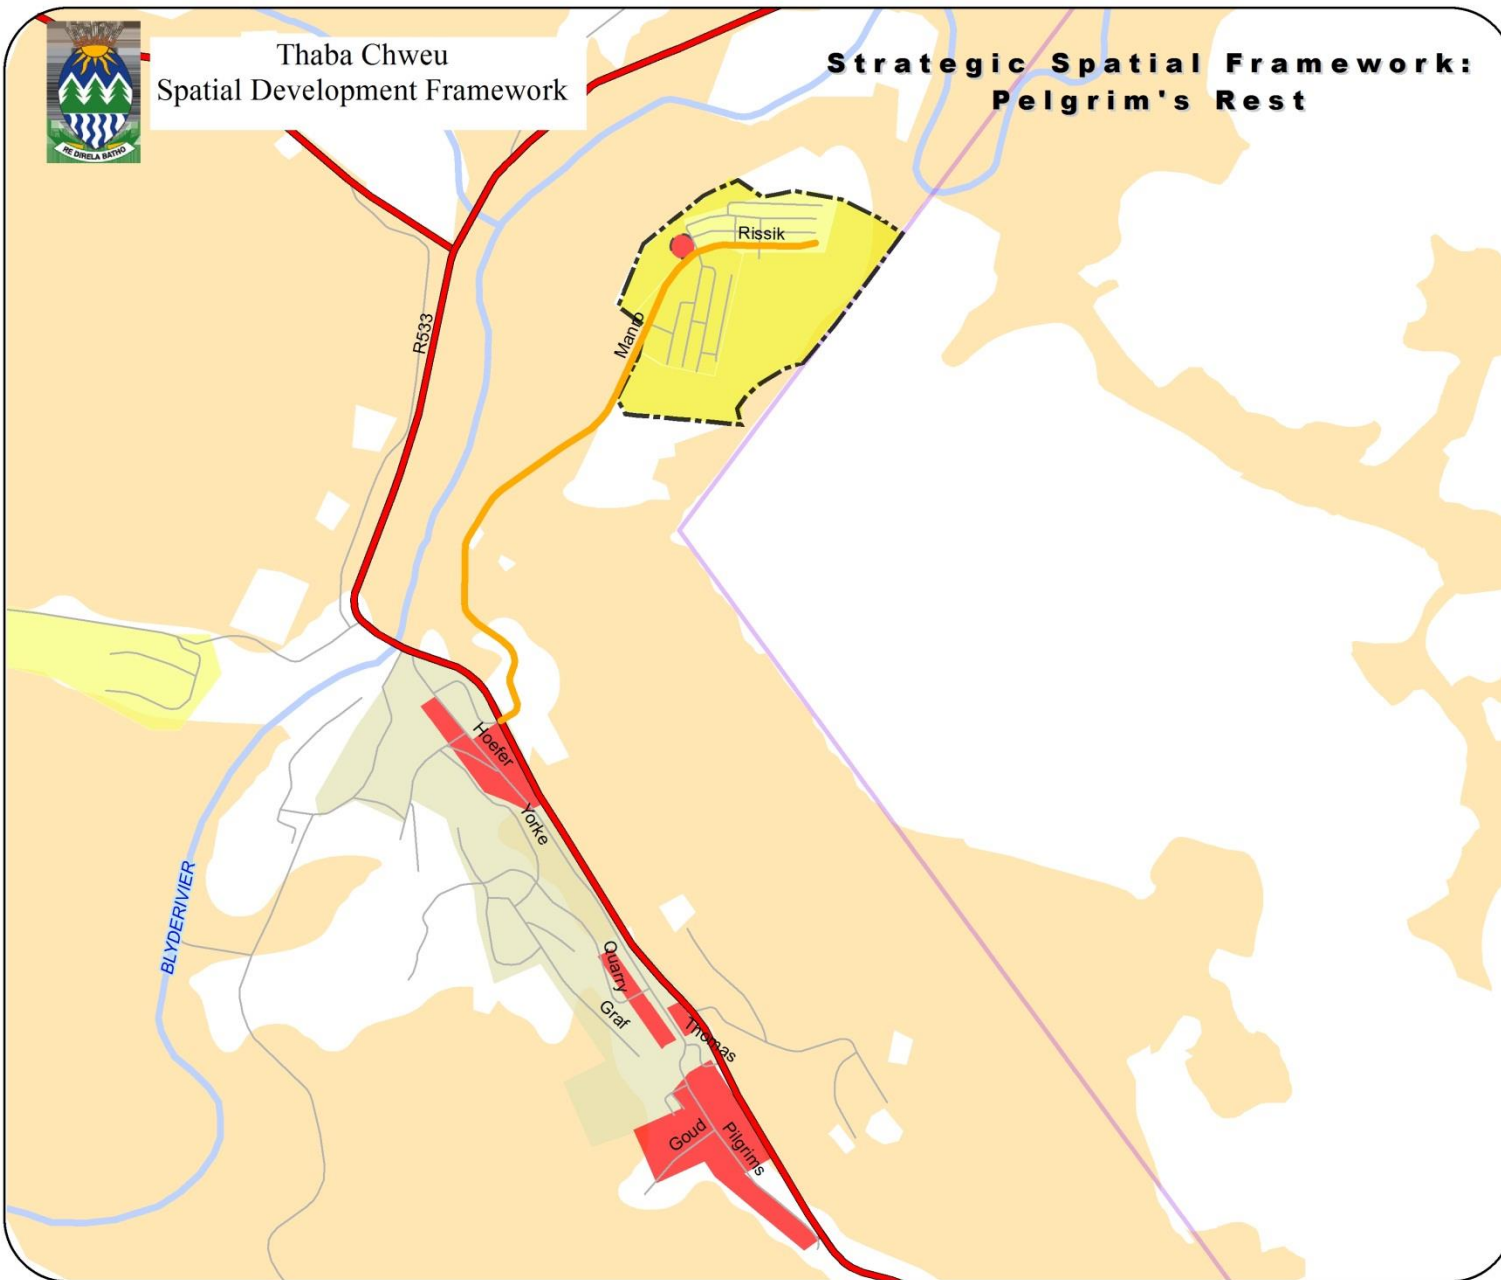 Thaba Chweu
Spatial Development Framework
Strategic Spatial Framework:
Pelgrim's Rest
RE DIRELA BATHO
Rissik
R533
Manro
Hoefer
Yorke
BLYDERIVIER
Quarry
Graf
Thomas
Goud
Pilgrims